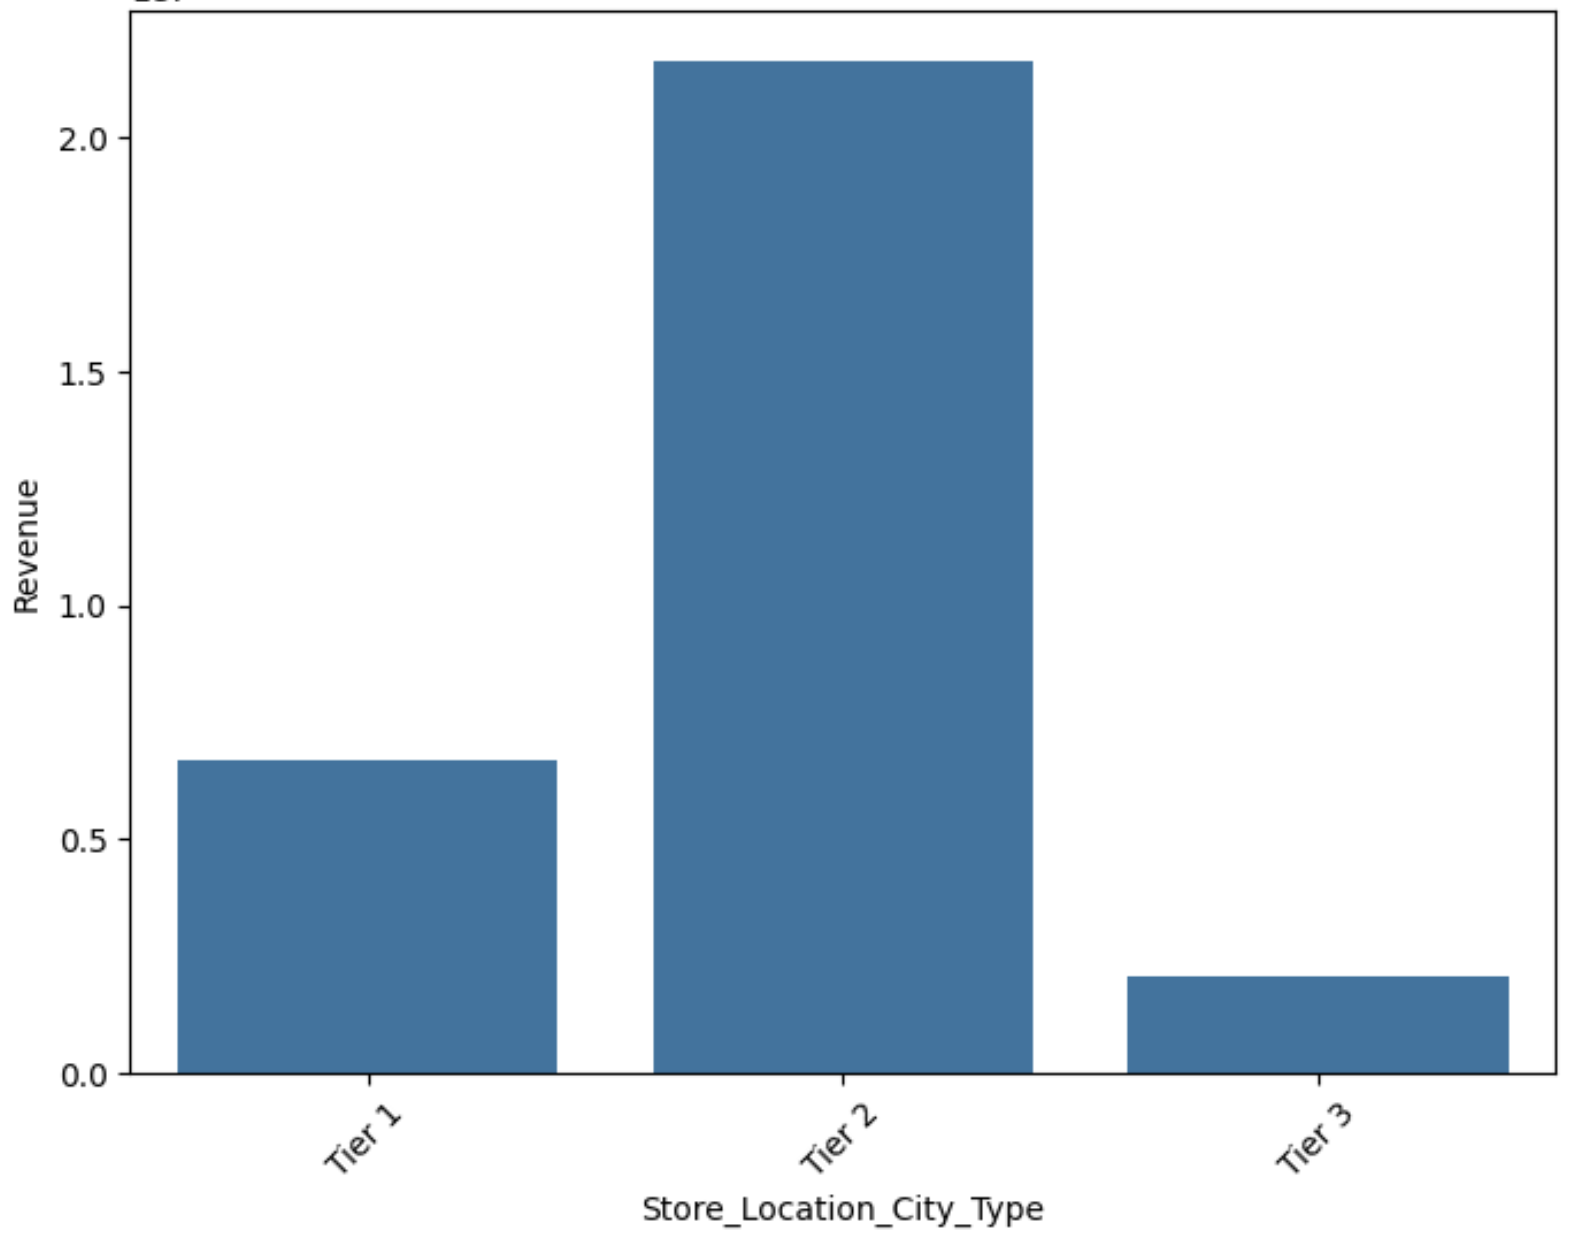 2.0
1.5
1.0
0.5
0.0
Revenue
Tier 1
Tier 2
Tier 3
Store_Location_City_Type